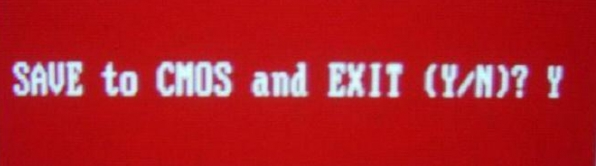 SAVE to CMOS and EXIT (Y/N)? Y